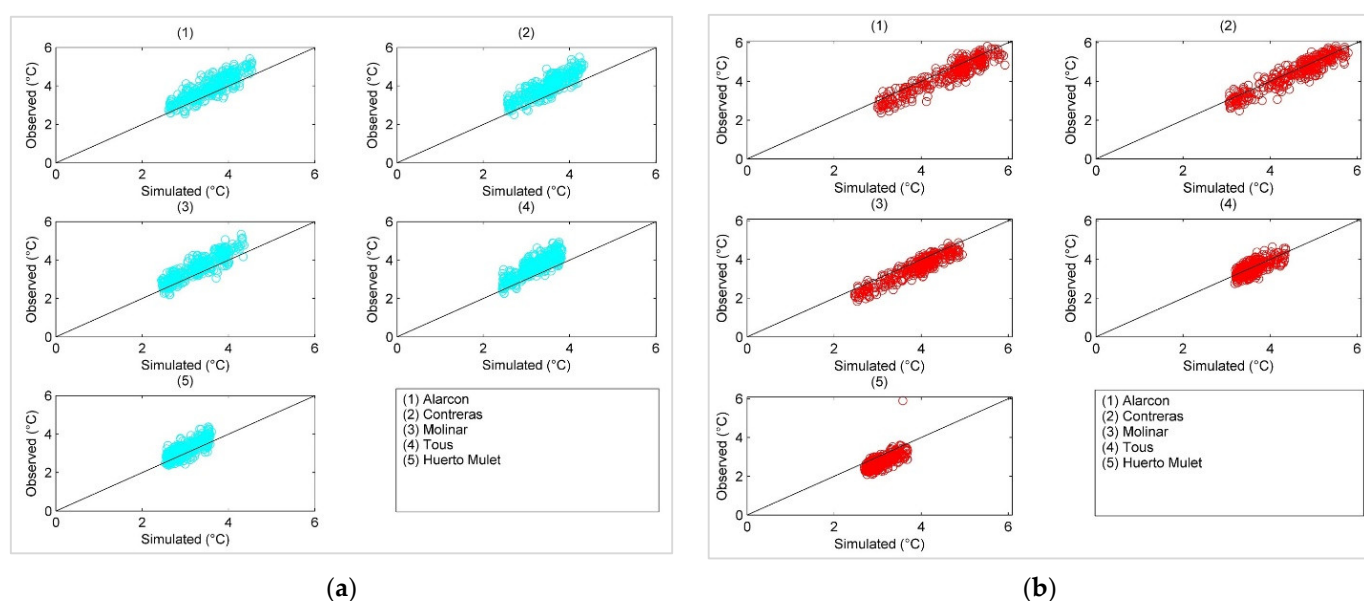 (1)
6
4
2
0
0 2 4 6
Observed (°C)
Simulated (°C)
(2)
6
4
2
0
0 2 4 6
Observed (°C)
Simulated (°C)
(3)
6
4
2
0
0 2 4 6
Observed (°C)
Simulated (°C)
(4)
6
4
2
0
0 2 4 6
Observed (°C)
Simulated (°C)
(5)
6
4
2
0
0 2 4 6
Observed (°C)
Simulated (°C)
(1) Alarcon
(2) Contreras
(3) Molinar
(4) Tous
(5) Huerto Mulet
(a)
(1)
6
4
2
0
0 2 4 6
Observed (°C)
Simulated (°C)
(2)
6
4
2
0
0 2 4 6
Observed (°C)
Simulated (°C)
(3)
6
4
2
0
0 2 4 6
Observed (°C)
Simulated (°C)
(4)
6
4
2
0
0 2 4 6
Observed (°C)
Simulated (°C)
(5)
6
4
2
0
0 2 4 6
Observed (°C)
Simulated (°C)
(1) Alarcon
(2) Contreras
(3) Molinar
(4) Tous
(5) Huerto Mulet
(b)